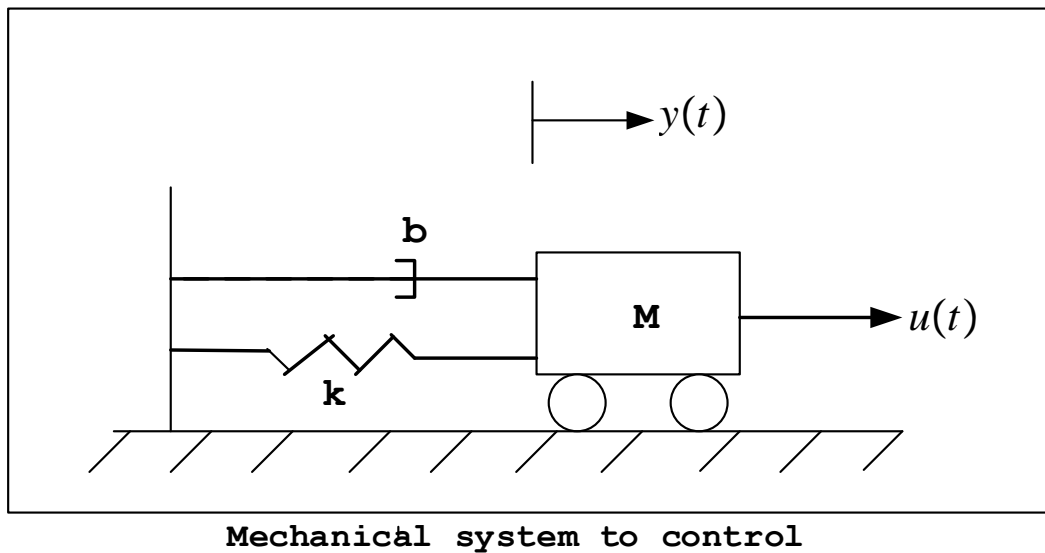 y(t)
b
M
u(t)
k
Mechanical system to control